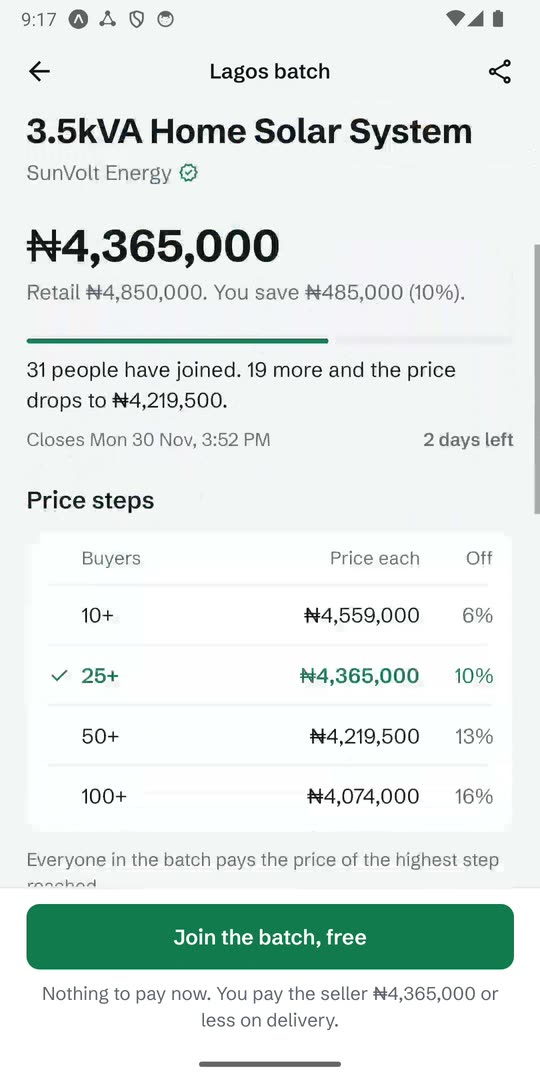 9:17
Lagos batch
3.5kVA Home Solar System
SunVolt Energy
₦4,365,000
Retail ₦4,850,000. You save ₦485,000 (10%).
31 people have joined. 19 more and the price
drops to ₦4,219,500.
Closes Mon 30 Nov, 3:52 PM 2 days left
Price steps
Buyers Price each Off
10+ ₦4,559,000 6%
25+ ₦4,365,000 10%
50+ ₦4,219,500 13%
100+ ₦4,074,000 16%
Everyone in the batch pays the price of the highest step
reached
Join the batch, free
Nothing to pay now. You pay the seller ₦4,365,000 or
less on delivery.